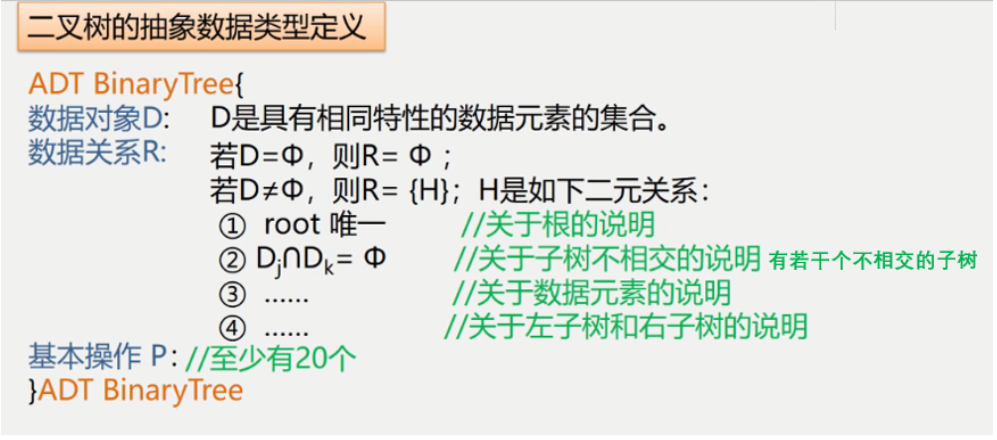 二叉树的抽象数据类型定义
ADT BinaryTree{
数据对象D: D是具有相同特性的数据元素的集合。
数据关系R: 若D=Φ，则R= Φ ；
若D≠Φ，则R= {H}；H是如下二元关系：
① root 唯一 //关于根的说明
② Dj∩Dk= Φ //关于子树不相交的说明 有若干个不相交的子树
③ …… //关于数据元素的说明
④ …… //关于左子树和右子树的说明
基本操作 P: //至少有20个
}ADT BinaryTree